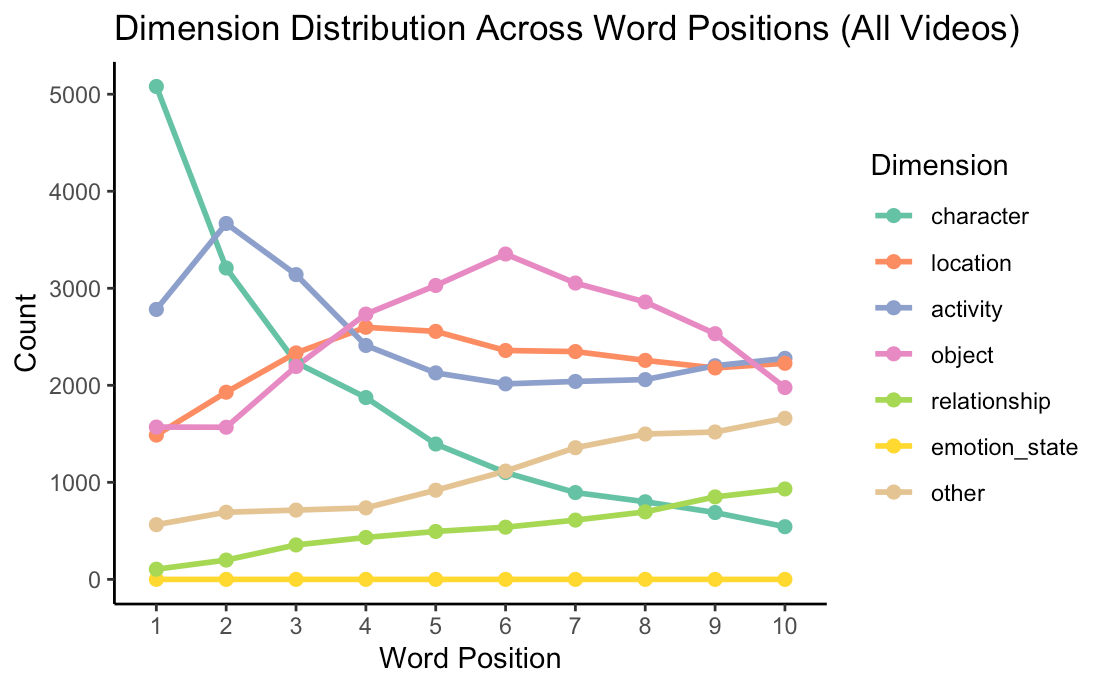 Dimension Distribution Across Word Positions (All Videos)
Count
5000
4000
3000
2000
1000
0
1 2 3 4 5 6 7 8 9 10
Word Position
Dimension
character
location
activity
object
relationship
emotion_state
other